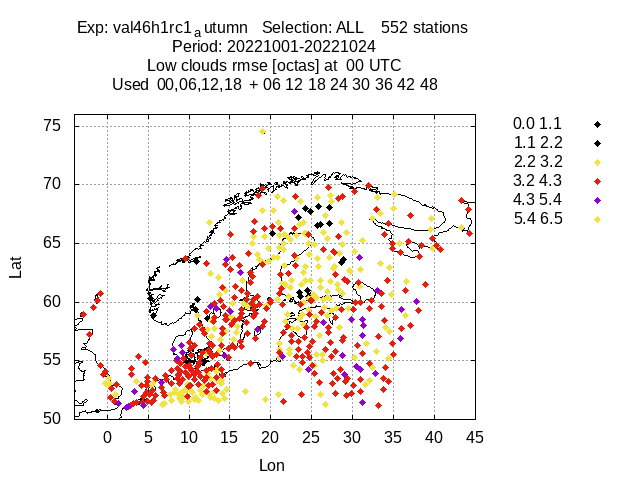 Exp: val46h1rc1a utumn Selection: ALL 552 stations
Period: 20221001-20221024
Low clouds rmse [octas] at 00 UTC
Used 00,06,12,18 + 06 12 18 24 30 36 42 48
75
70
65
60
55
50
Lat
0 5 10 15 20 25 30 35 40 45
Lon
0.0 1.1
1.1 2.2
2.2 3.2
3.2 4.3
4.3 5.4
5.4 6.5